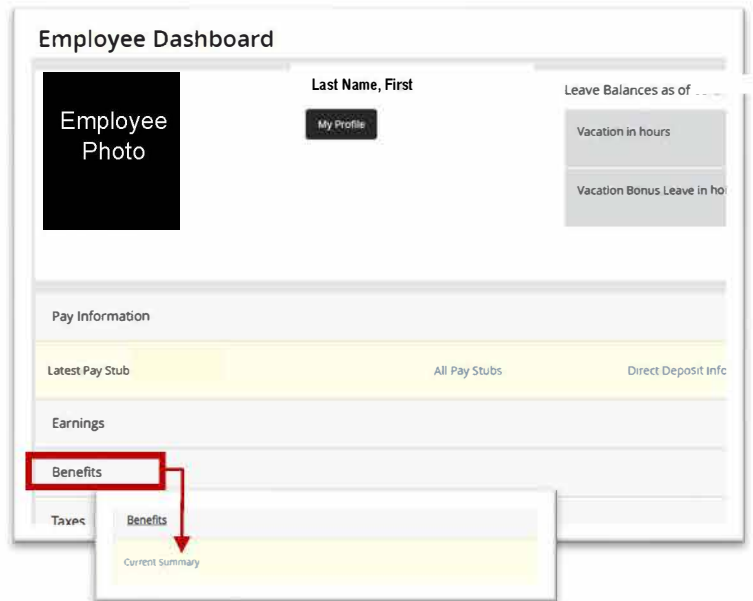 Employee Dashboard
Employee
Photo
Last Name, First
My Profile
Leave Balances as of
Vacation in hours
Vacation Bonus Leave in ho
Pay Information
Latest Pay Stub
All Pay Stubs
Direct Deposit Info
Earnings
Benefits
Taxes
Benefits
Current Summary